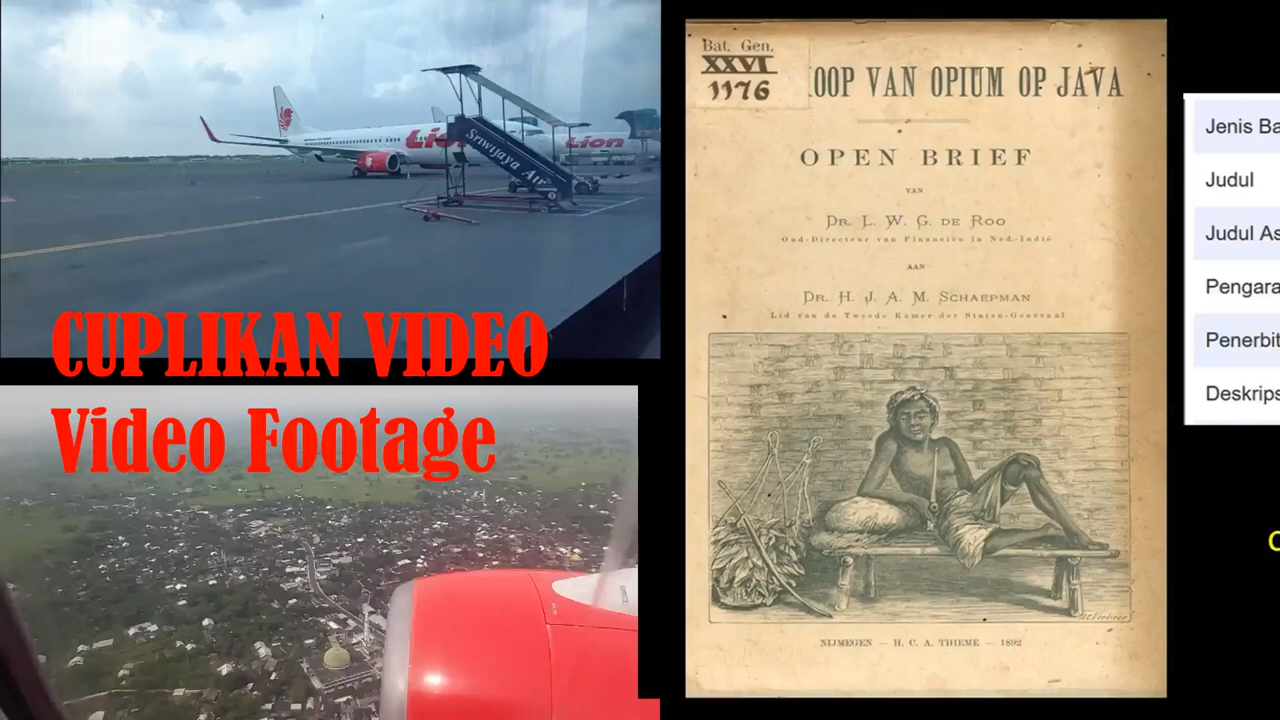 Lion
Lion
Sriwijaya Air
CUPLIKAN VIDEO
Video Footage
Bat. Gen.
XXVI
1176
OOP VAN OPIUM OP JAVA
OPEN BRIEF
VAN
DR. L. W. G. DE ROO
Oud-Directeur van Financiën in Ned.-Indië
AAN
DR. H. J. A. M. SCHAEPMAN
Lid van de Tweede Kamer der Staten-Generaal
NIJMEGEN — H. C. A. THIEME — 1892
Jenis Ba
Judul
Judul As
Pengara
Penerbit
Deskrips